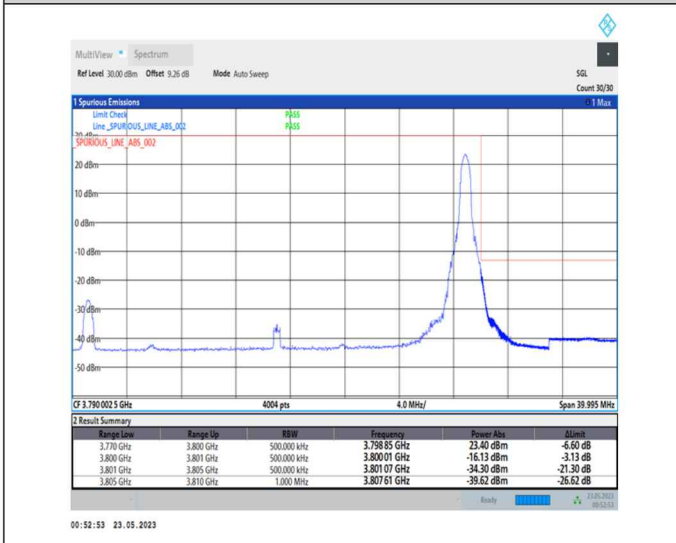 MultiView Spectrum
Ref Level 30.00 dBm Offset 9.26 dB Mode Auto Sweep SGL
Count 30/30
1 Spurious Emissions 1 Max
Limit Check PASS
Line _SPURIOUS_LINE_ABS_002 PASS
_SPURIOUS_LINE_ABS_002
20 dBm
10 dBm
0 dBm
-10 dBm
-20 dBm
-30 dBm
-40 dBm
-50 dBm
CF 3.790 002 5 GHz 4004 pts 4.0 MHz/ Span 39.995 MHz
2 Result Summary
Range Low Range Up RBW Frequency Power Abs ΔLimit
3.770 GHz 3.800 GHz 500.000 kHz 3.798 85 GHz 23.40 dBm -6.60 dB
3.800 GHz 3.801 GHz 500.000 kHz 3.800 01 GHz -16.13 dBm -3.13 dB
3.801 GHz 3.805 GHz 500.000 kHz 3.801 07 GHz -34.30 dBm -21.30 dB
3.805 GHz 3.810 GHz 1.000 MHz 3.807 61 GHz -39.62 dBm -26.62 dB
Ready 23.05.2023
00:52:53
00:52:53 23.05.2023